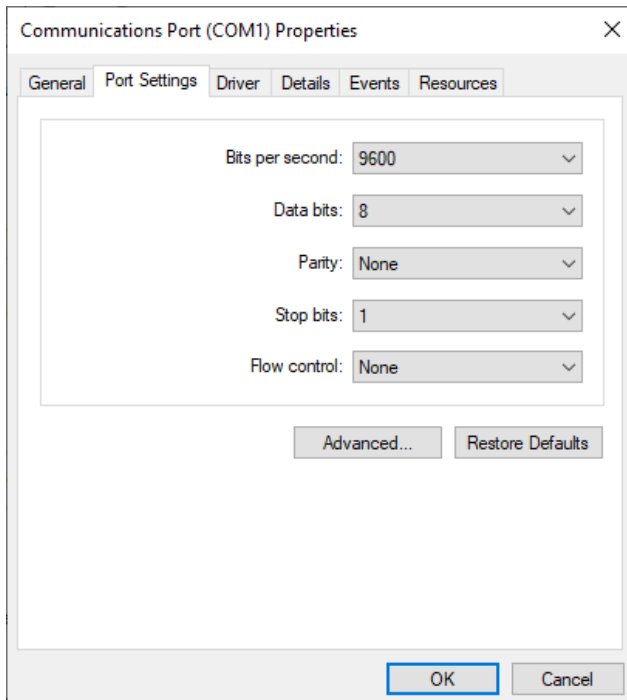 Communications Port (COM1) Properties
General Port Settings Driver Details Events Resources
Bits per second: 9600
Data bits: 8
Parity: None
Stop bits: 1
Flow control: None
Advanced... Restore Defaults
OK Cancel